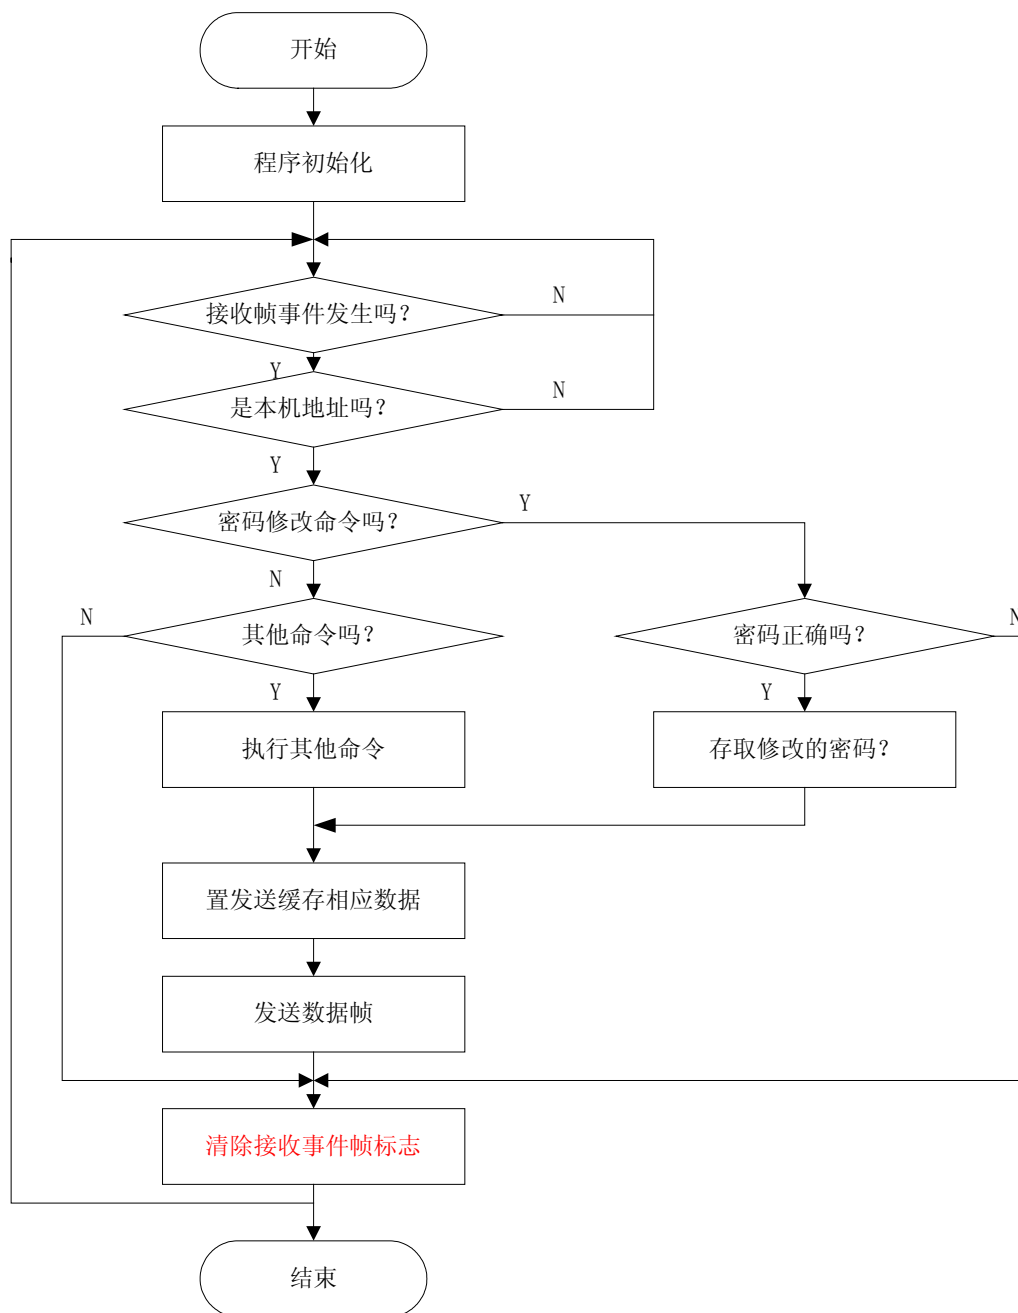 开始
程序初始化
接收帧事件发生吗？
N
Y
是本机地址吗？
N
Y
密码修改命令吗？
Y
N
N
其他命令吗？
密码正确吗？
N
Y
Y
执行其他命令
存取修改的密码？
置发送缓存相应数据
发送数据帧
清除接收事件帧标志
结束